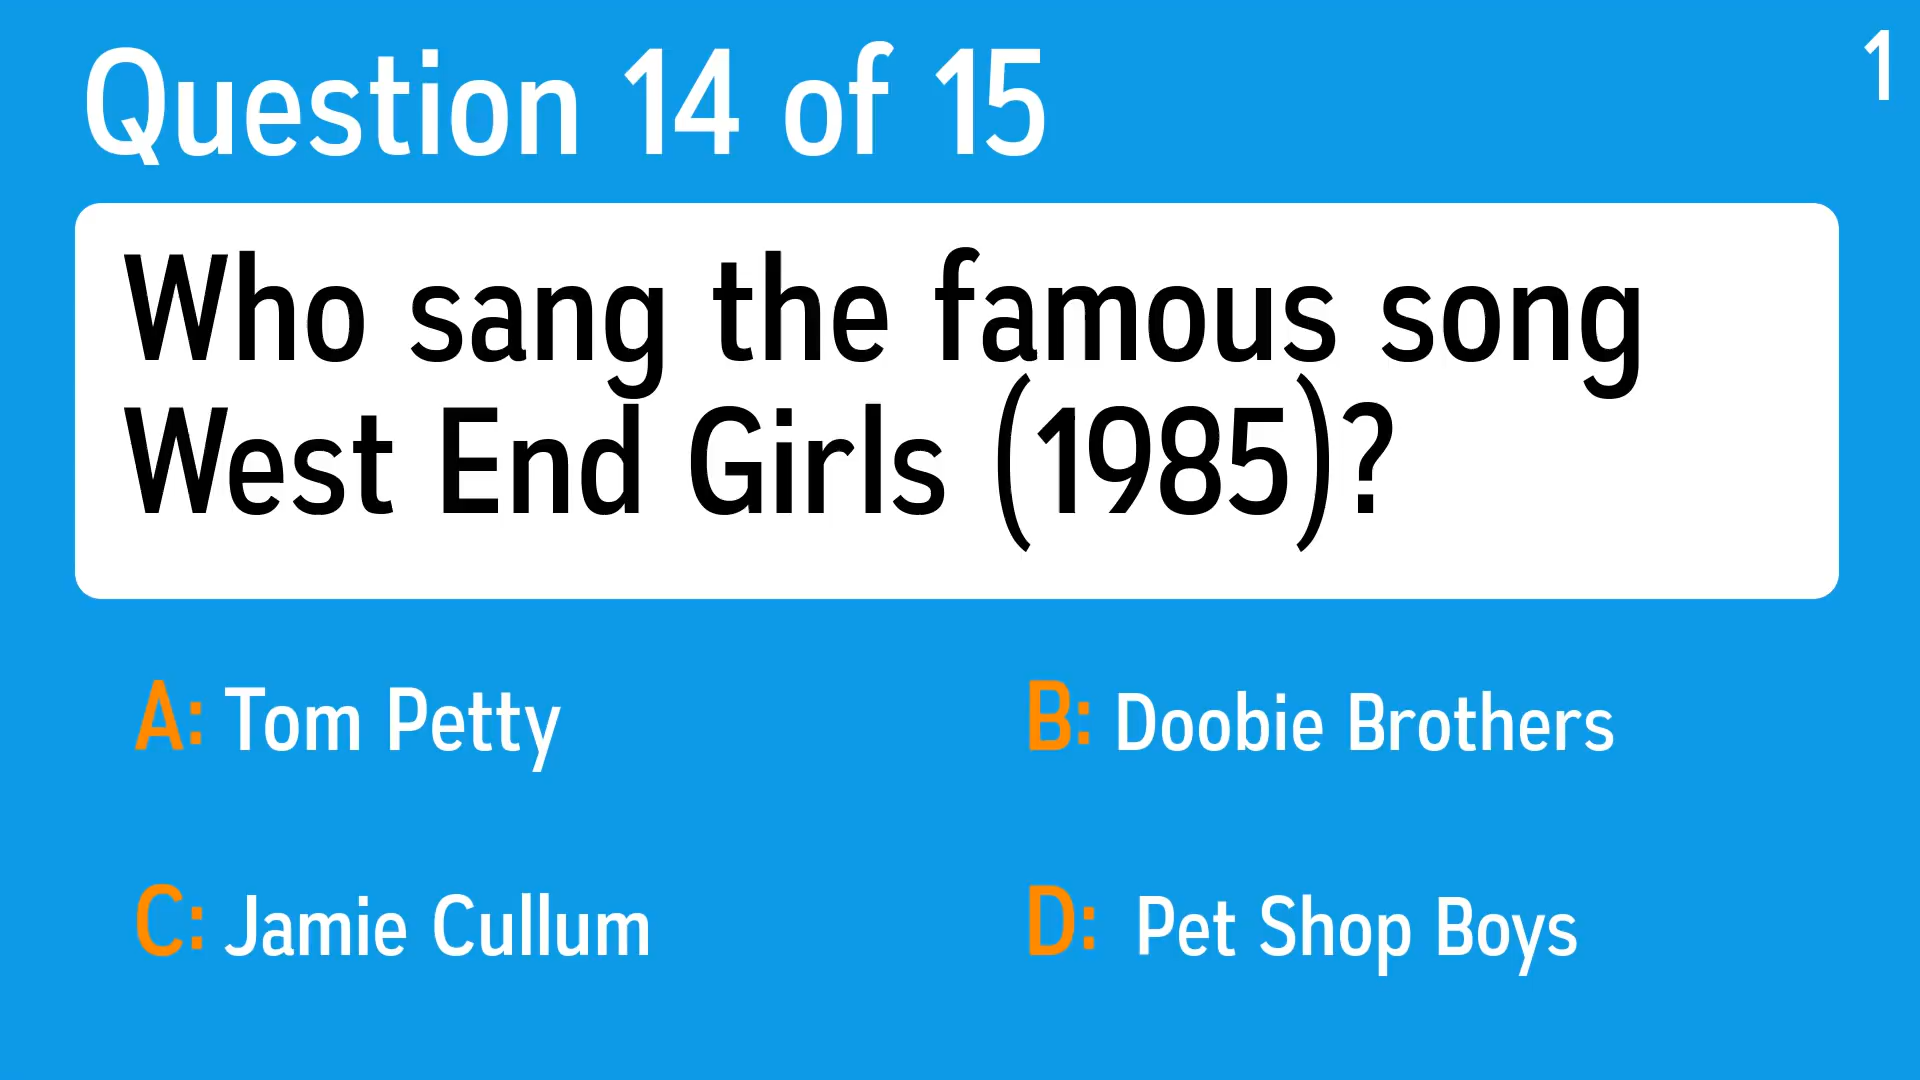 Question 14 of 15
1
Who sang the famous song
West End Girls (1985)?
A: Tom Petty
B: Doobie Brothers
C: Jamie Cullum
D: Pet Shop Boys